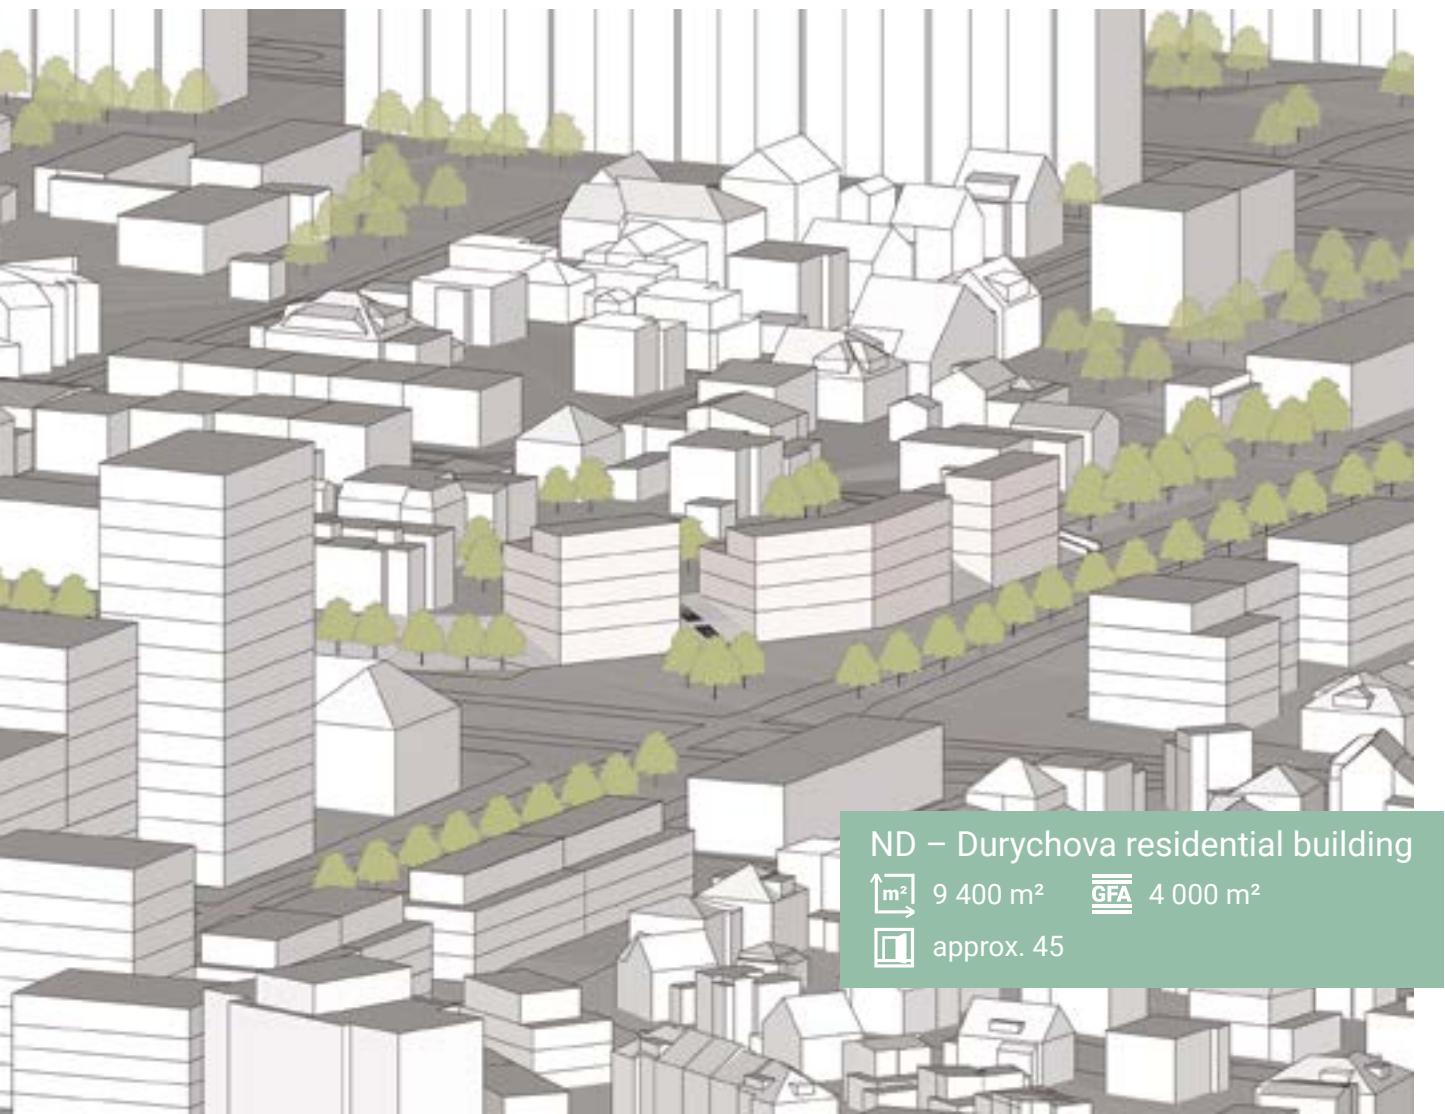 ND – Durychova residential building
m² 9 400 m² GFA 4 000 m²
approx. 45